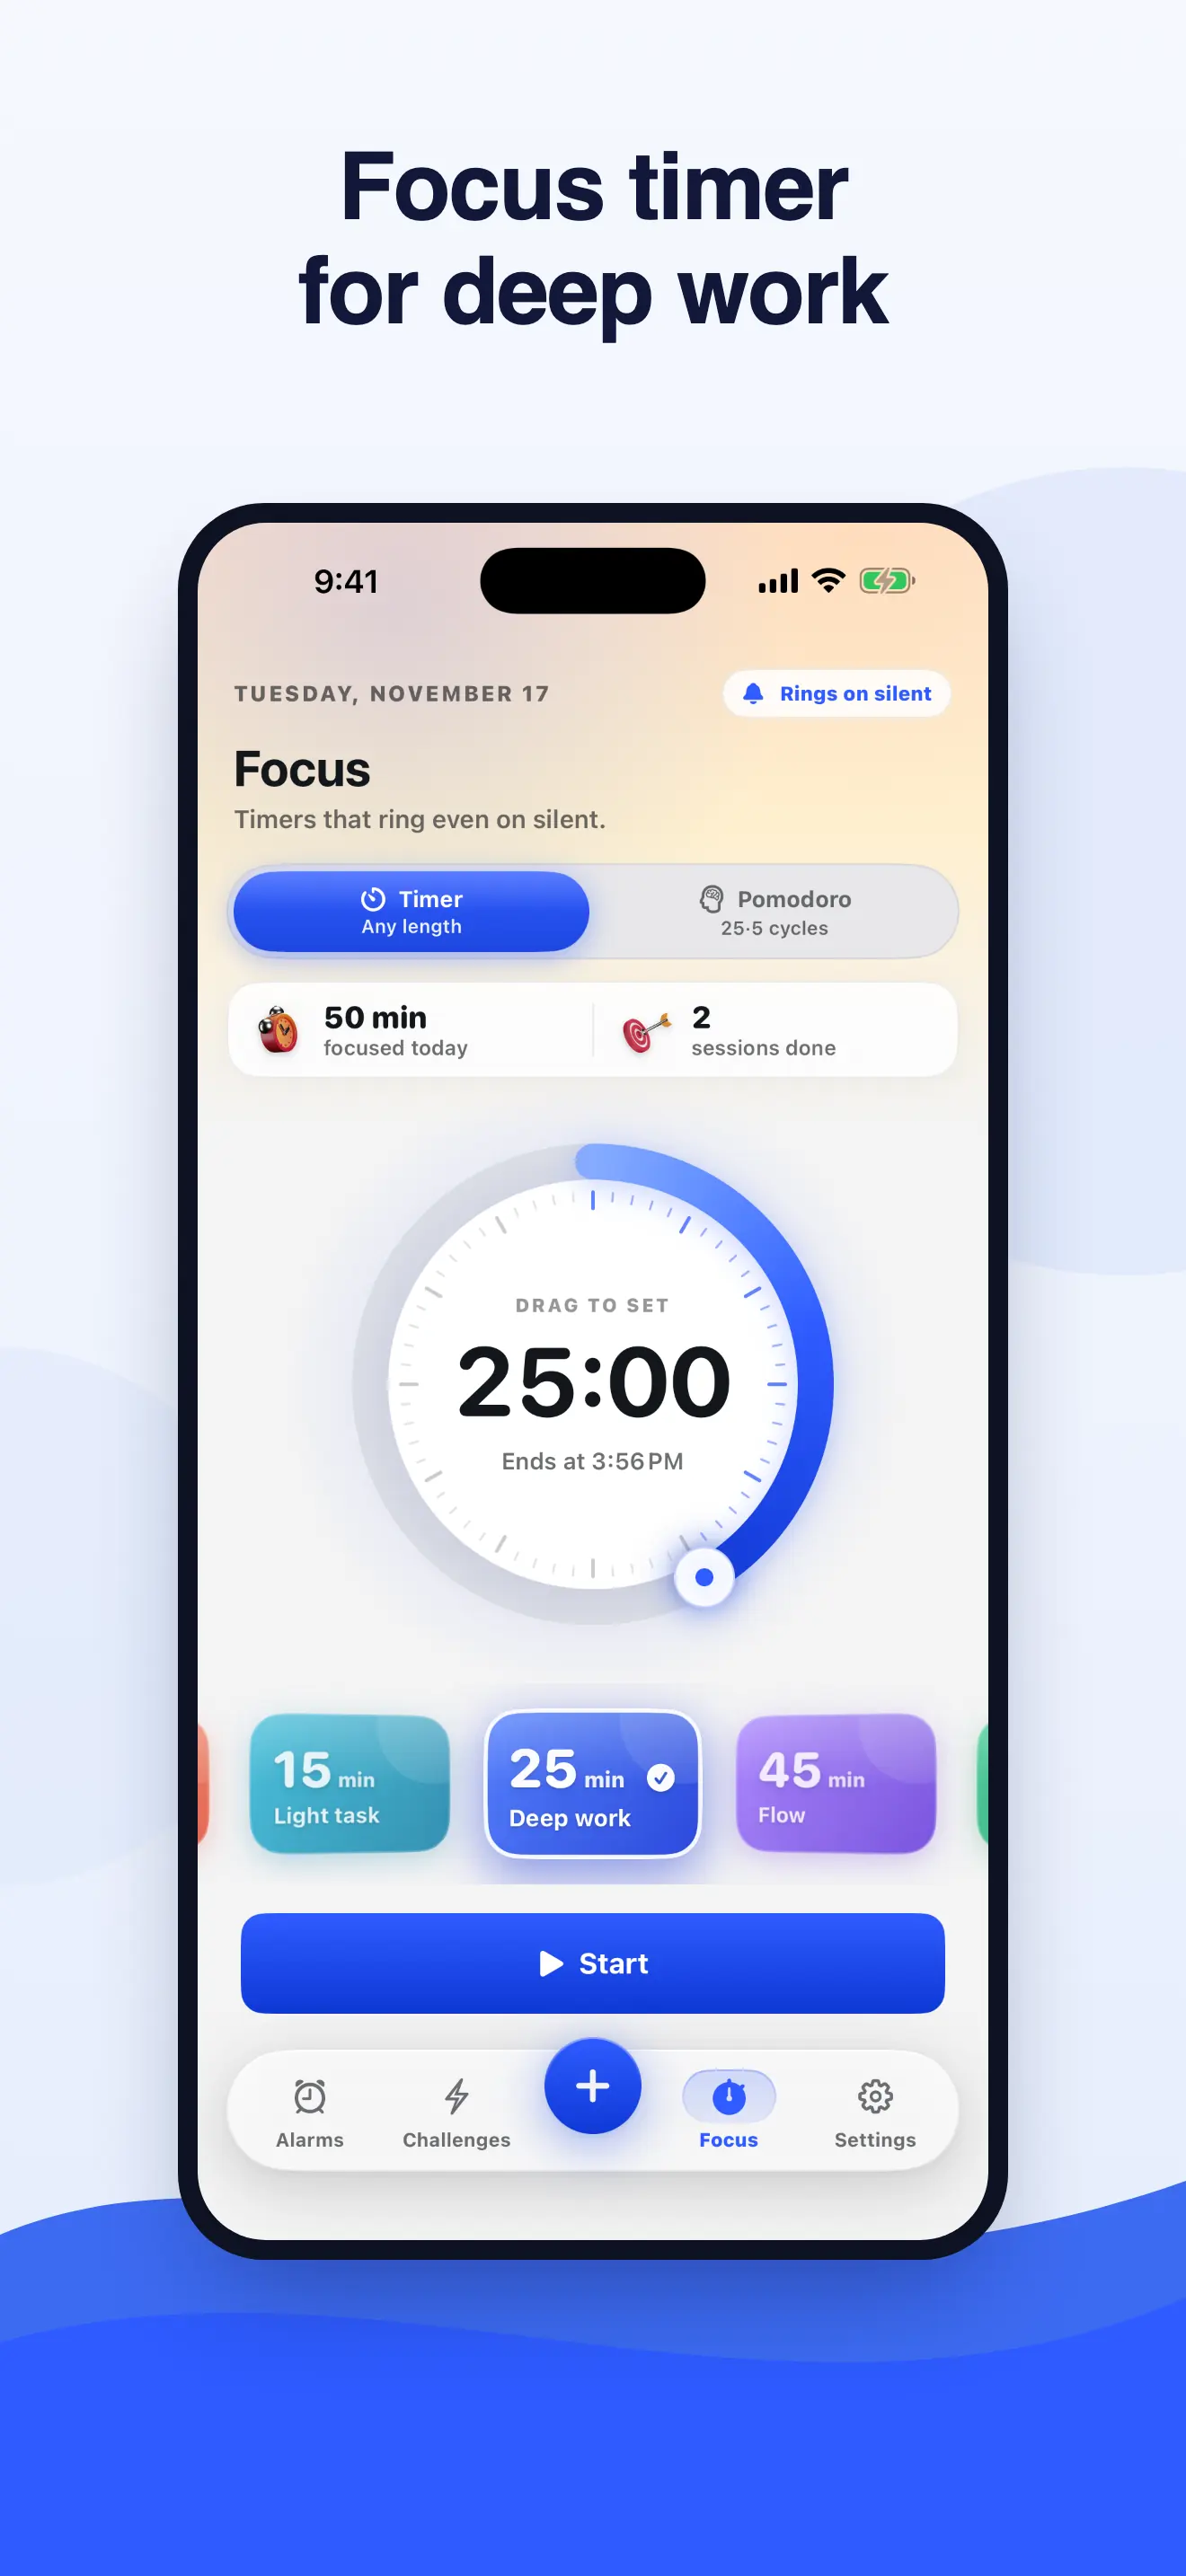 Focus timer
for deep work
9:41
TUESDAY, NOVEMBER 17
Rings on silent
Focus
Timers that ring even on silent.
Timer
Any length
Pomodoro
25·5 cycles
50 min
focused today
2
sessions done
DRAG TO SET
25:00
Ends at 3:56 PM
15 min
Light task
25 min
Deep work
45 min
Flow
Start
Alarms
Challenges
Focus
Settings